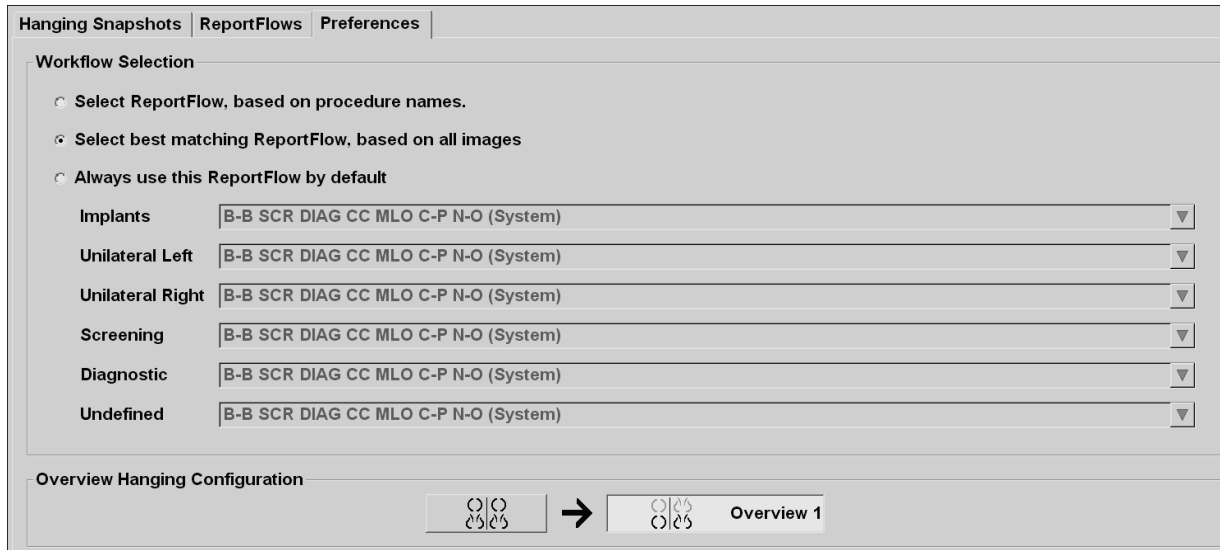 Hanging Snapshots ReportFlows Preferences
Workflow Selection
Select ReportFlow, based on procedure names.
Select best matching ReportFlow, based on all images
Always use this ReportFlow by default
Implants B-B SCR DIAG CC MLO C-P N-O (System)
Unilateral Left B-B SCR DIAG CC MLO C-P N-O (System)
Unilateral Right B-B SCR DIAG CC MLO C-P N-O (System)
Screening B-B SCR DIAG CC MLO C-P N-O (System)
Diagnostic B-B SCR DIAG CC MLO C-P N-O (System)
Undefined B-B SCR DIAG CC MLO C-P N-O (System)
Overview Hanging Configuration
Overview 1